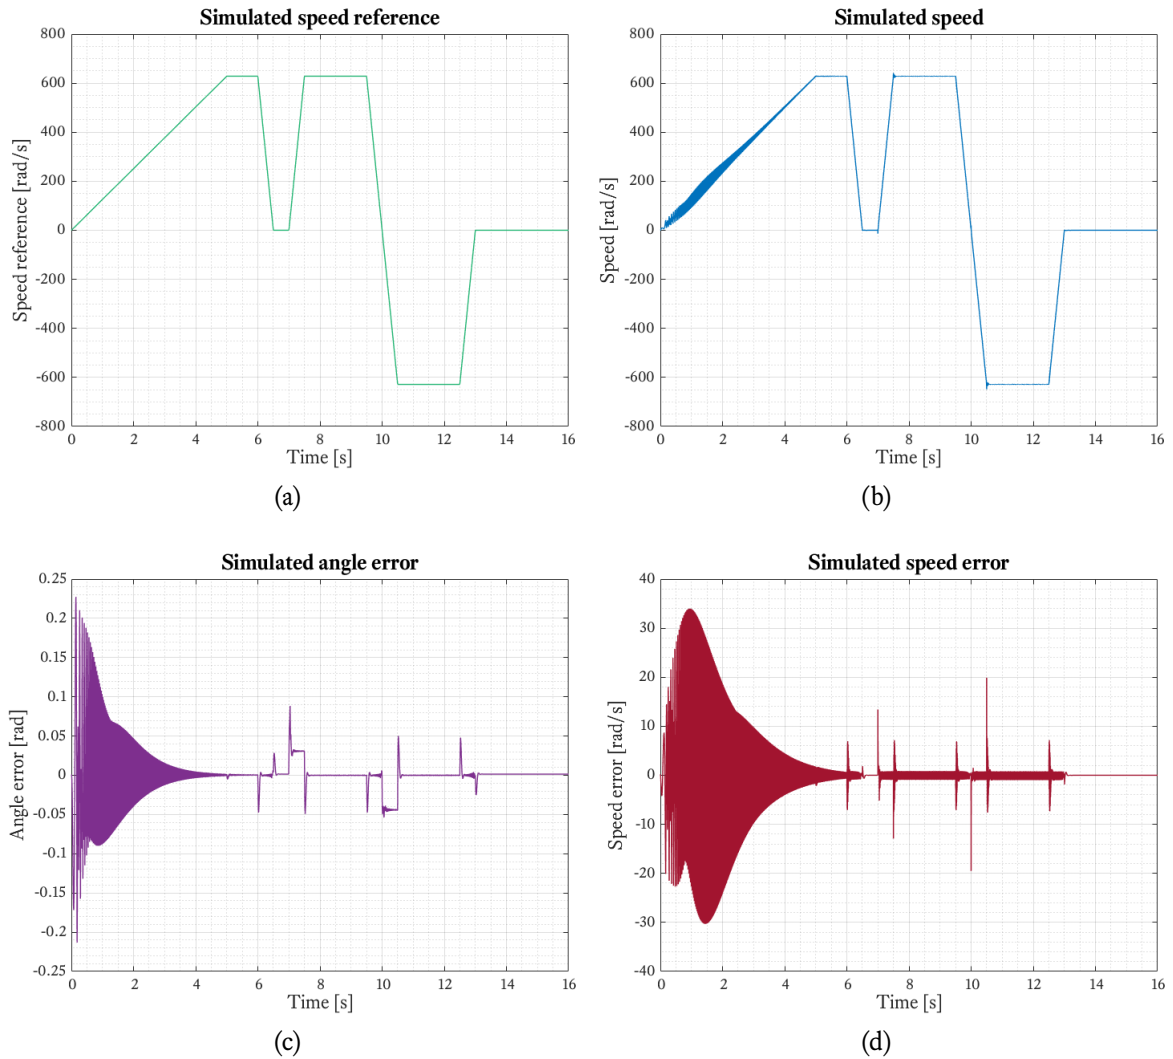 Simulated speed reference
800
600
400
200
0
-200
-400
-600
-800
Speed reference [rad/s]
0 2 4 6 8 10 12 14 16
Time [s]
(a)
Simulated speed
800
600
400
200
0
-200
-400
-600
-800
Speed [rad/s]
0 2 4 6 8 10 12 14 16
Time [s]
(b)
Simulated angle error
0.25
0.2
0.15
0.1
0.05
0
-0.05
-0.1
-0.15
-0.2
-0.25
Angle error [rad]
0 2 4 6 8 10 12 14 16
Time [s]
(c)
Simulated speed error
40
30
20
10
0
-10
-20
-30
-40
Speed error [rad/s]
0 2 4 6 8 10 12 14 16
Time [s]
(d)